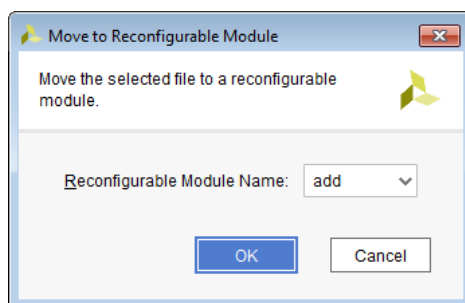 Move to Reconfigurable Module
Move the selected file to a reconfigurable
module.
Reconfigurable Module Name: add
OK Cancel